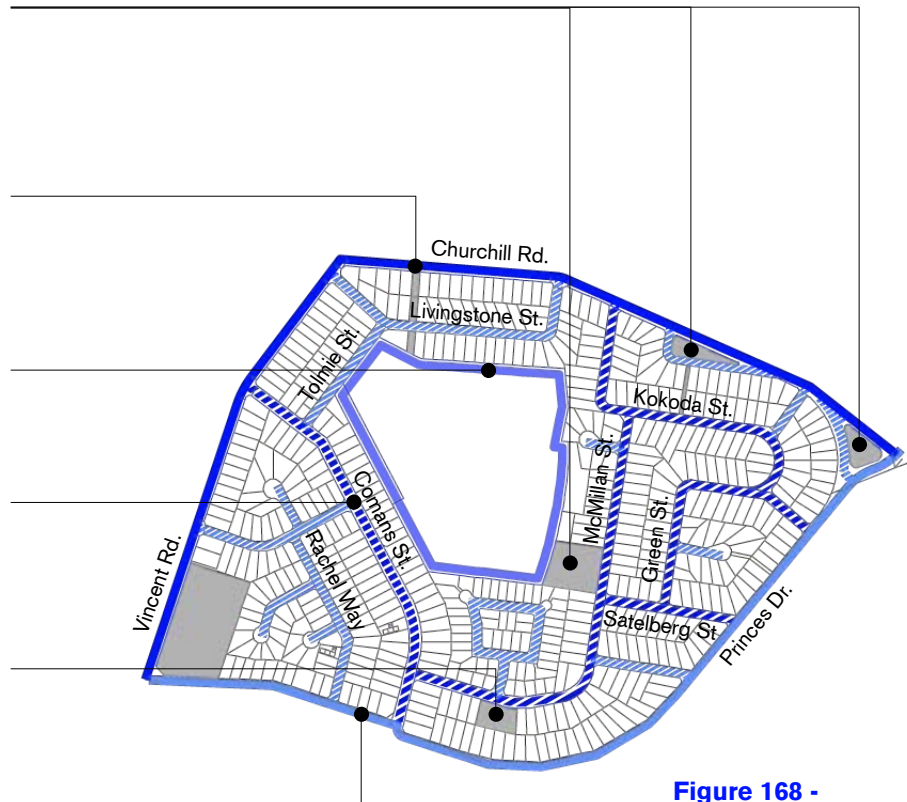 Churchill Rd.
Livingstone St.
Tolmie St.
Kokoda St.
McMillan St.
Comans St.
Green St.
Rachel Way
Vincent Rd.
Satelberg St.
Princes Dr.
Figure 168 -